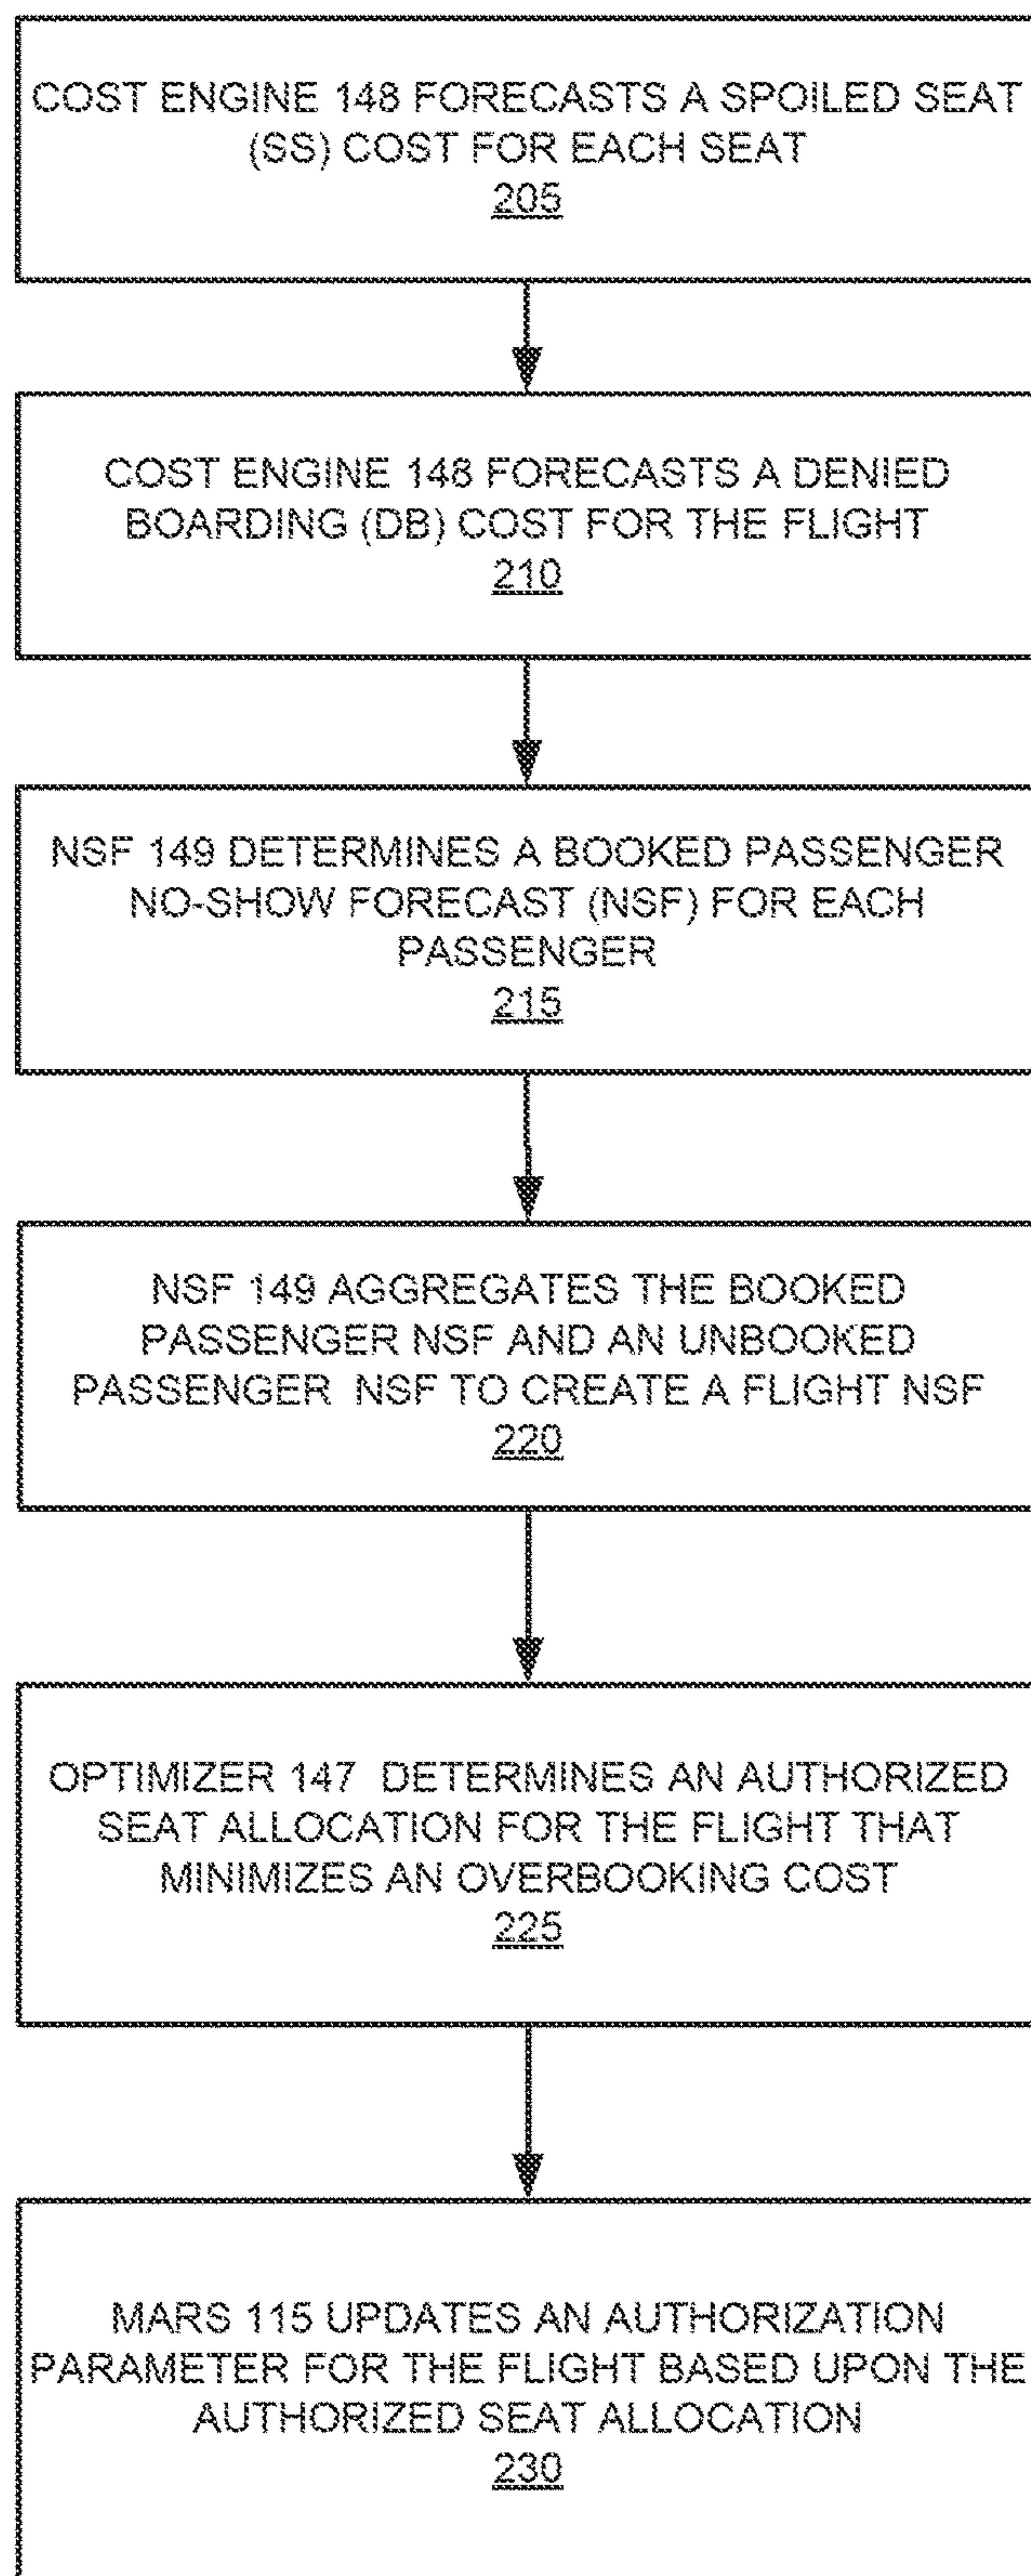 COST ENGINE 148 FORECASTS A SPOILED SEAT
(SS) COST FOR EACH SEAT
205
COST ENGINE 148 FORECASTS A DENIED
BOARDING (DB) COST FOR THE FLIGHT
210
NSF 149 DETERMINES A BOOKED PASSENGER
NO-SHOW FORECAST (NSF) FOR EACH
PASSENGER
215
NSF 149 AGGREGATES THE BOOKED
PASSENGER NSF AND AN UNBOOKED
PASSENGER NSF TO CREATE A FLIGHT NSF
220
OPTIMIZER 147 DETERMINES AN AUTHORIZED
SEAT ALLOCATION FOR THE FLIGHT THAT
MINIMIZES AN OVERBOOKING COST
225
MARS 115 UPDATES AN AUTHORIZATION
PARAMETER FOR THE FLIGHT BASED UPON THE
AUTHORIZED SEAT ALLOCATION
230